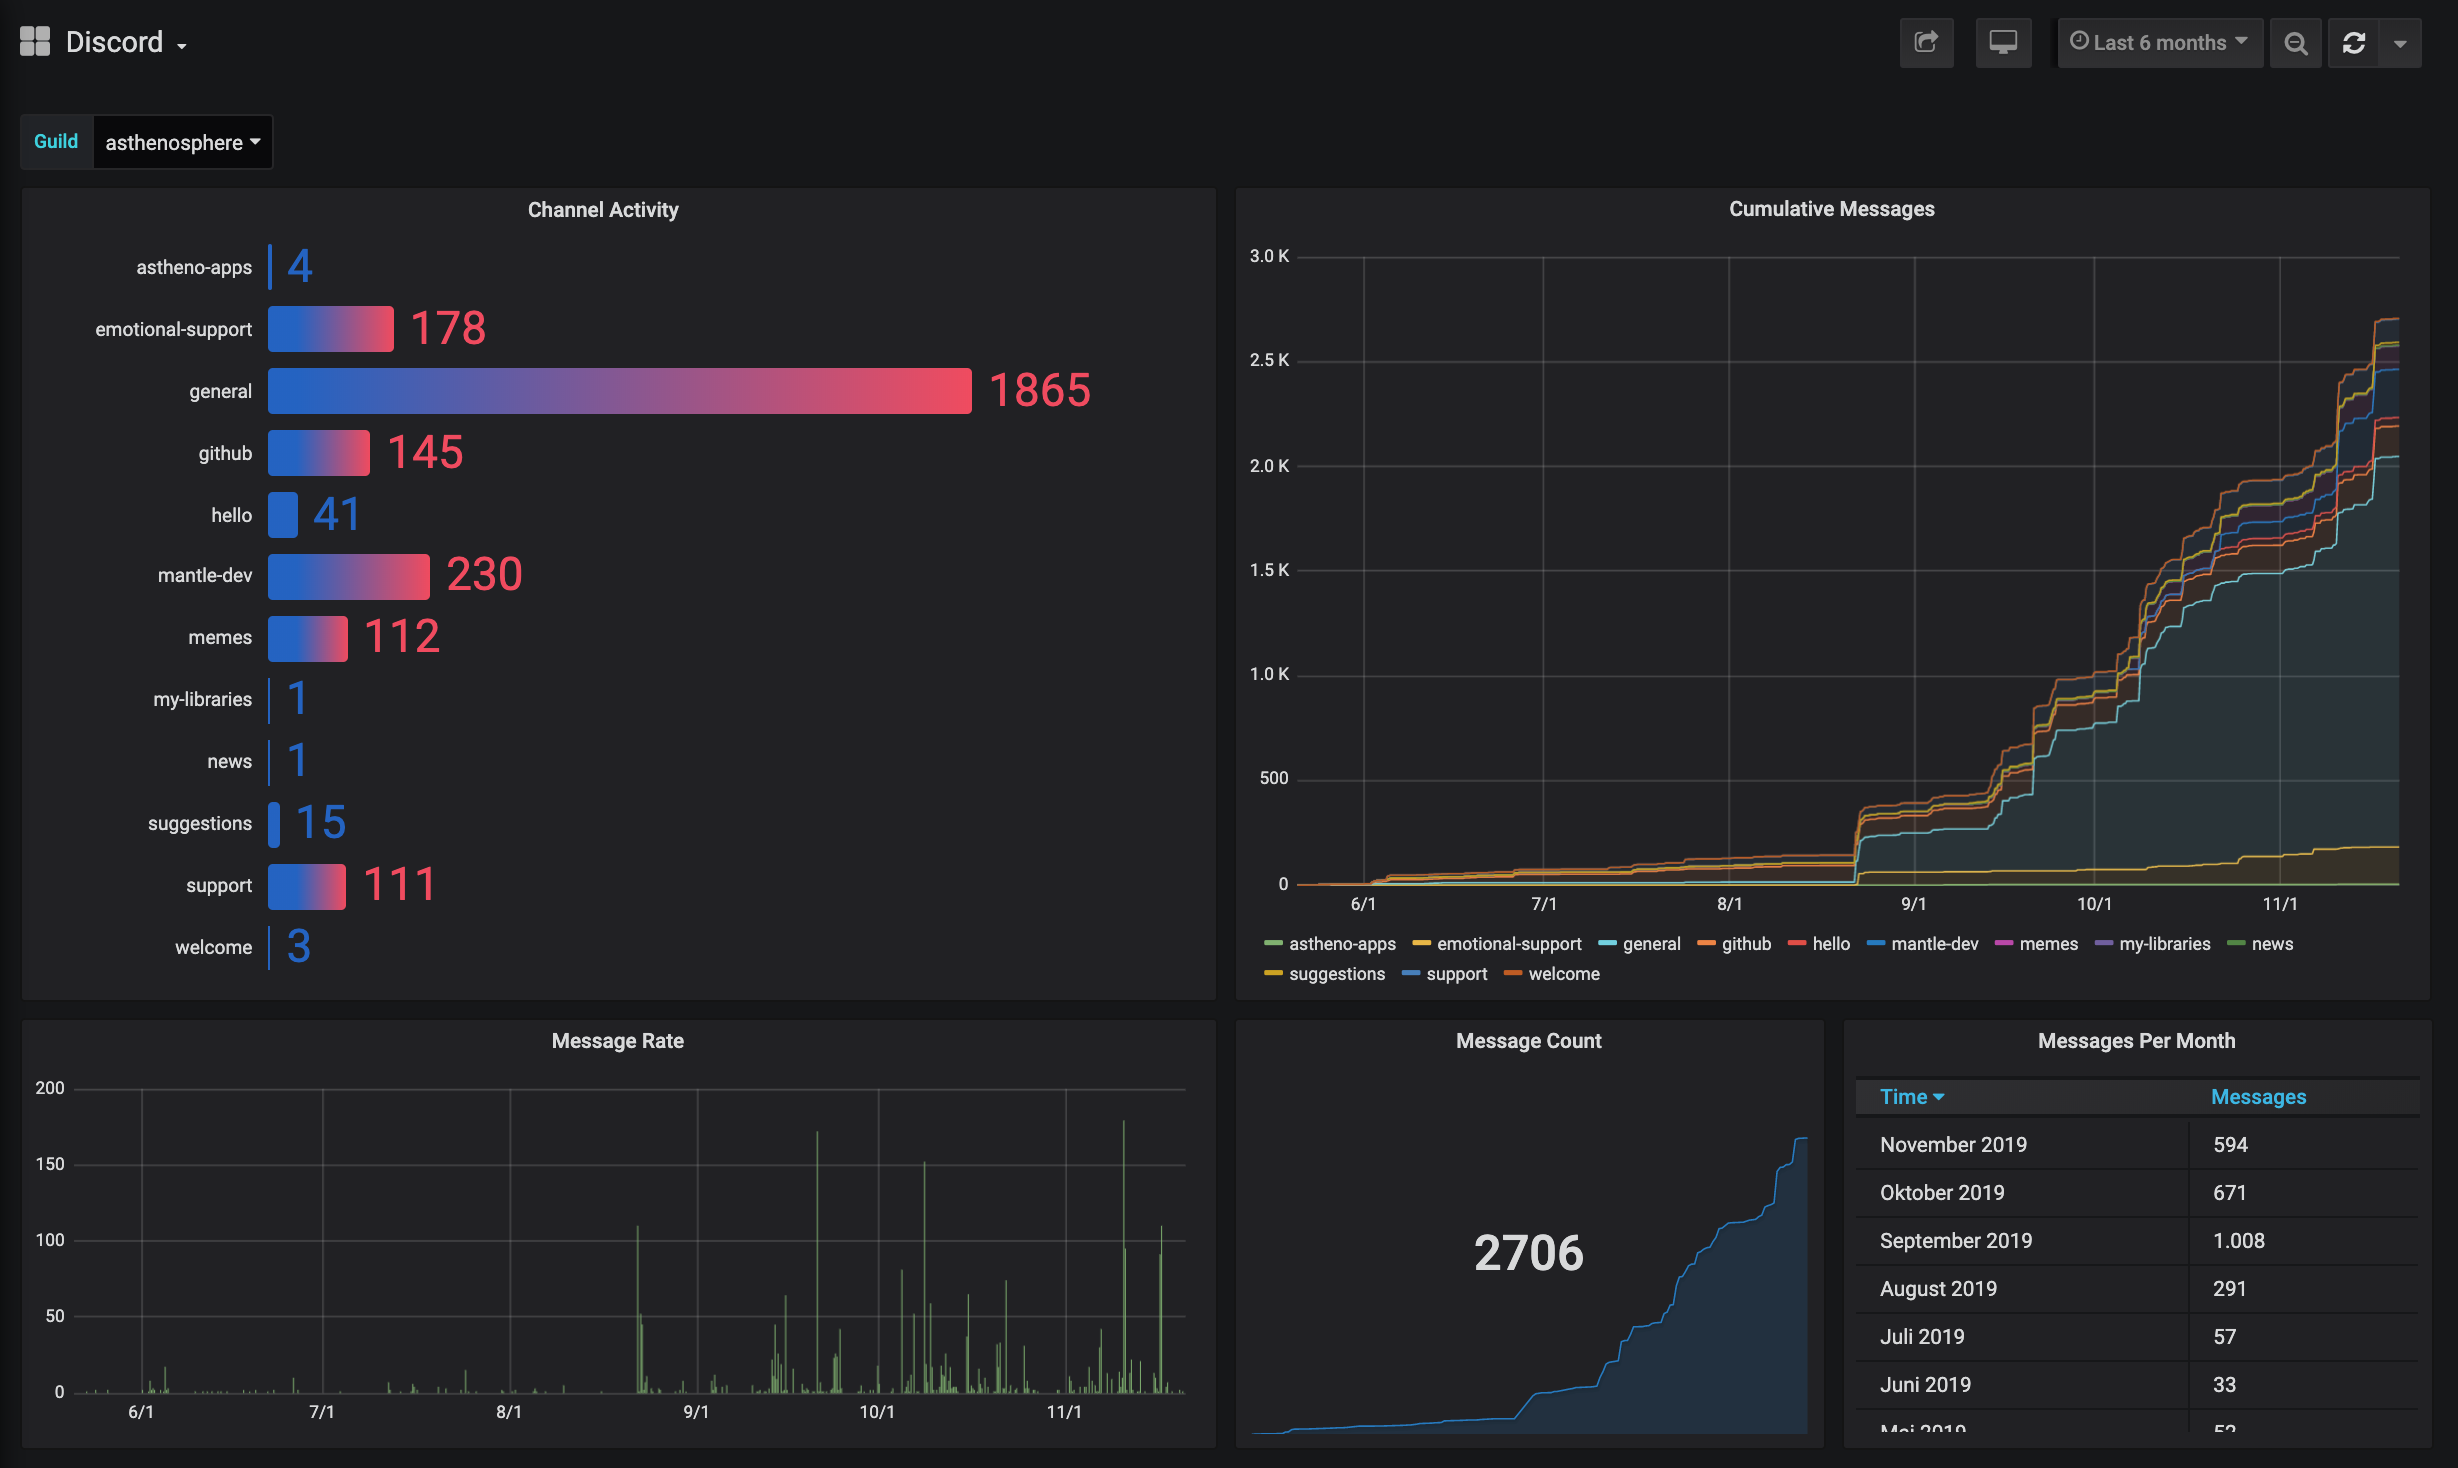 Discord
Last 6 months
Guild
asthenosphere
Channel Activity
astheno-apps 4
emotional-support 178
general 1865
github 145
hello 41
mantle-dev 230
memes 112
my-libraries 1
news 1
suggestions 15
support 111
welcome 3
Cumulative Messages
3.0 K
2.5 K
2.0 K
1.5 K
1.0 K
500
0
6/1 7/1 8/1 9/1 10/1 11/1
astheno-apps emotional-support general github hello mantle-dev memes my-libraries news
suggestions support welcome
Message Rate
200
150
100
50
0
6/1 7/1 8/1 9/1 10/1 11/1
Message Count
2706
Messages Per Month
Time Messages
November 2019 594
Oktober 2019 671
September 2019 1.008
August 2019 291
Juli 2019 57
Juni 2019 33
Mai 2019 52